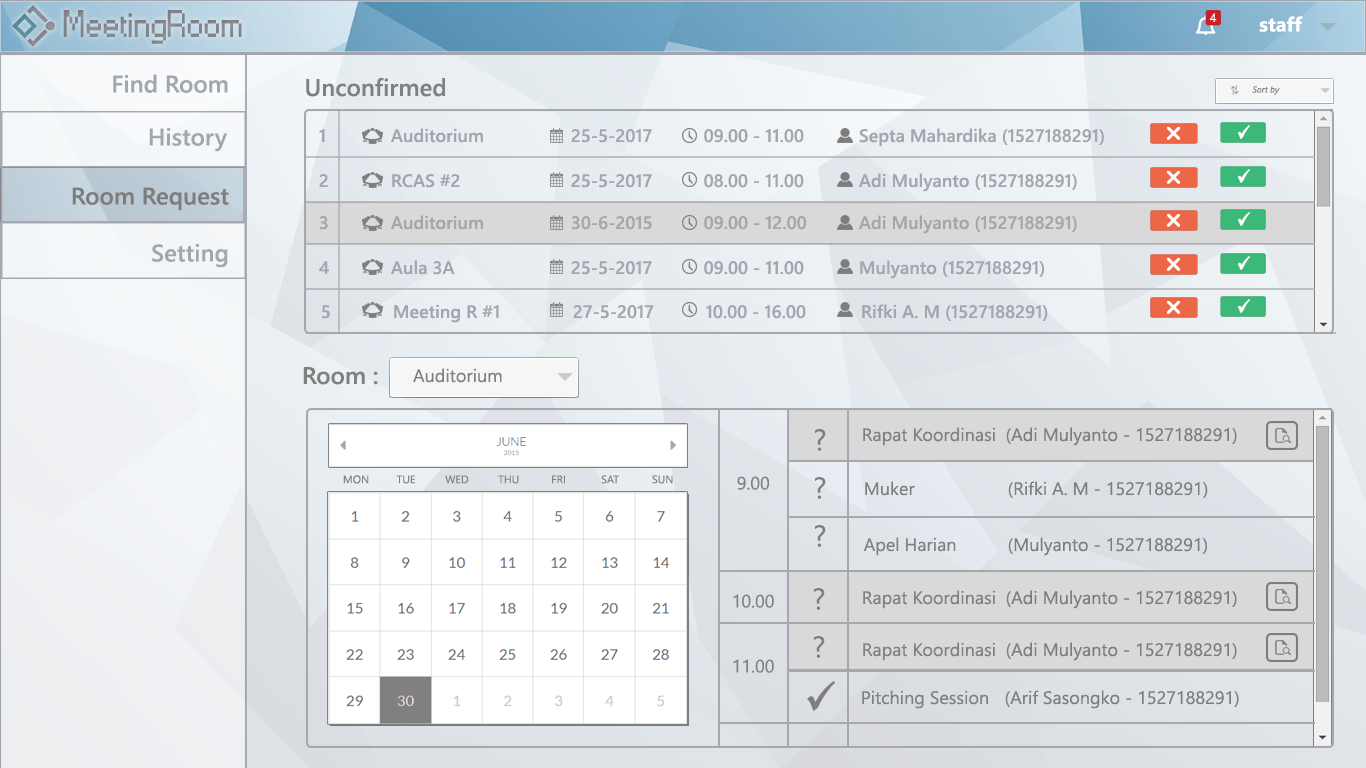 MeetingRoom
4
staff
Find Room
History
Room Request
Setting
Unconfirmed
Sort by
1 Auditorium 25-5-2017 09.00 - 11.00 Septa Mahardika (1527188291)
2 RCAS #2 25-5-2017 08.00 - 11.00 Adi Mulyanto (1527188291)
3 Auditorium 30-6-2015 09.00 - 12.00 Adi Mulyanto (1527188291)
4 Aula 3A 25-5-2017 09.00 - 11.00 Mulyanto (1527188291)
5 Meeting R #1 27-5-2017 10.00 - 16.00 Rifki A. M (1527188291)
Room : Auditorium
JUNE
2015
MON TUE WED THU FRI SAT SUN
1 2 3 4 5 6 7
8 9 10 11 12 13 14
15 16 17 18 19 20 21
22 23 24 25 26 27 28
29 30 1 2 3 4 5
9.00
? Rapat Koordinasi (Adi Mulyanto - 1527188291)
? Muker (Rifki A. M - 1527188291)
? Apel Harian (Mulyanto - 1527188291)
10.00 ? Rapat Koordinasi (Adi Mulyanto - 1527188291)
11.00
? Rapat Koordinasi (Adi Mulyanto - 1527188291)
Pitching Session (Arif Sasongko - 1527188291)